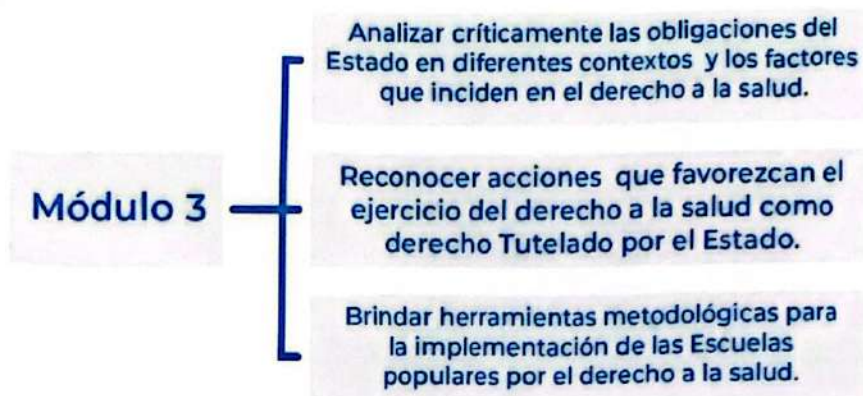 Módulo 3
Analizar críticamente las obligaciones del
Estado en diferentes contextos y los factores
que inciden en el derecho a la salud.
Reconocer acciones que favorezcan el
ejercicio del derecho a la salud como
derecho Tutelado por el Estado.
Brindar herramientas metodológicas para
la implementación de las Escuelas
populares por el derecho a la salud.